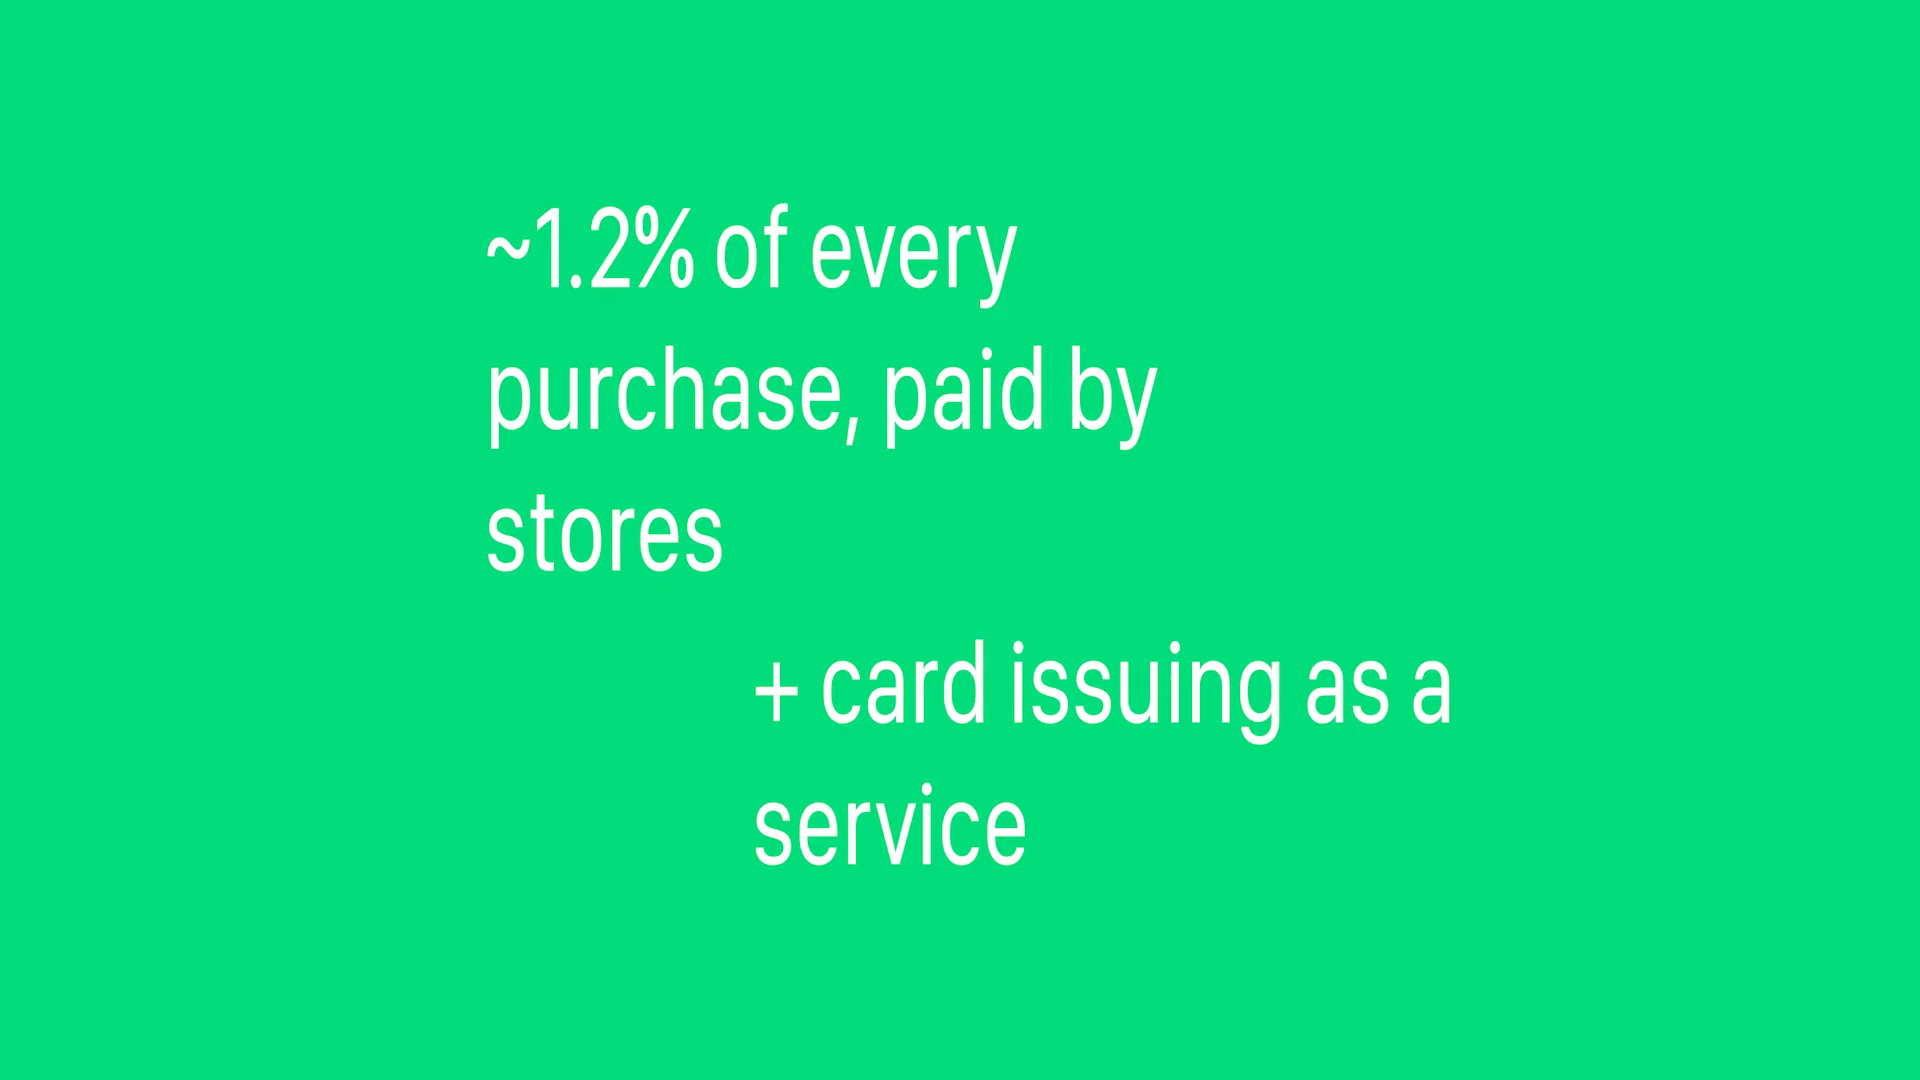 ~1.2% of every
purchase, paid by
stores
+ card issuing as a
service